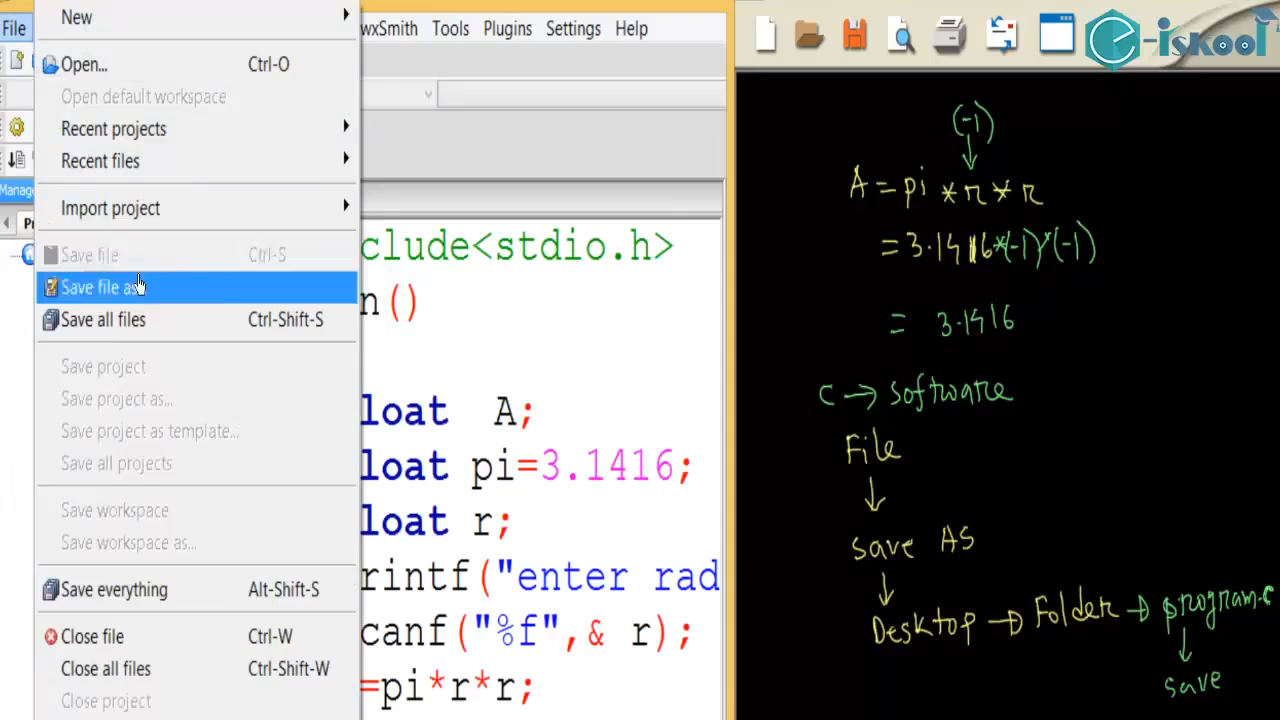 File
wxSmith Tools Plugins Settings Help
New
Open... Ctrl-O
Open default workspace
Recent projects
Recent files
Import project
Save file Ctrl-S
Save file as
Save all files Ctrl-Shift-S
Save project
Save project as...
Save project as template...
Save all projects
Save workspace
Save workspace as...
Save everything Alt-Shift-S
Close file Ctrl-W
Close all files Ctrl-Shift-W
Close project
Manage
clude<stdio.h>
n()
loat A;
loat pi=3.1416;
loat r;
rintf("enter rad
canf("%f",& r);
=pi*r*r;
e-iskool
(-1)
A = pi * r * r
= 3.1416*(-1)*(-1)
= 3.1416
C → software
File
↓
save AS
↓
Desktop → Folder → program.c
↓
save